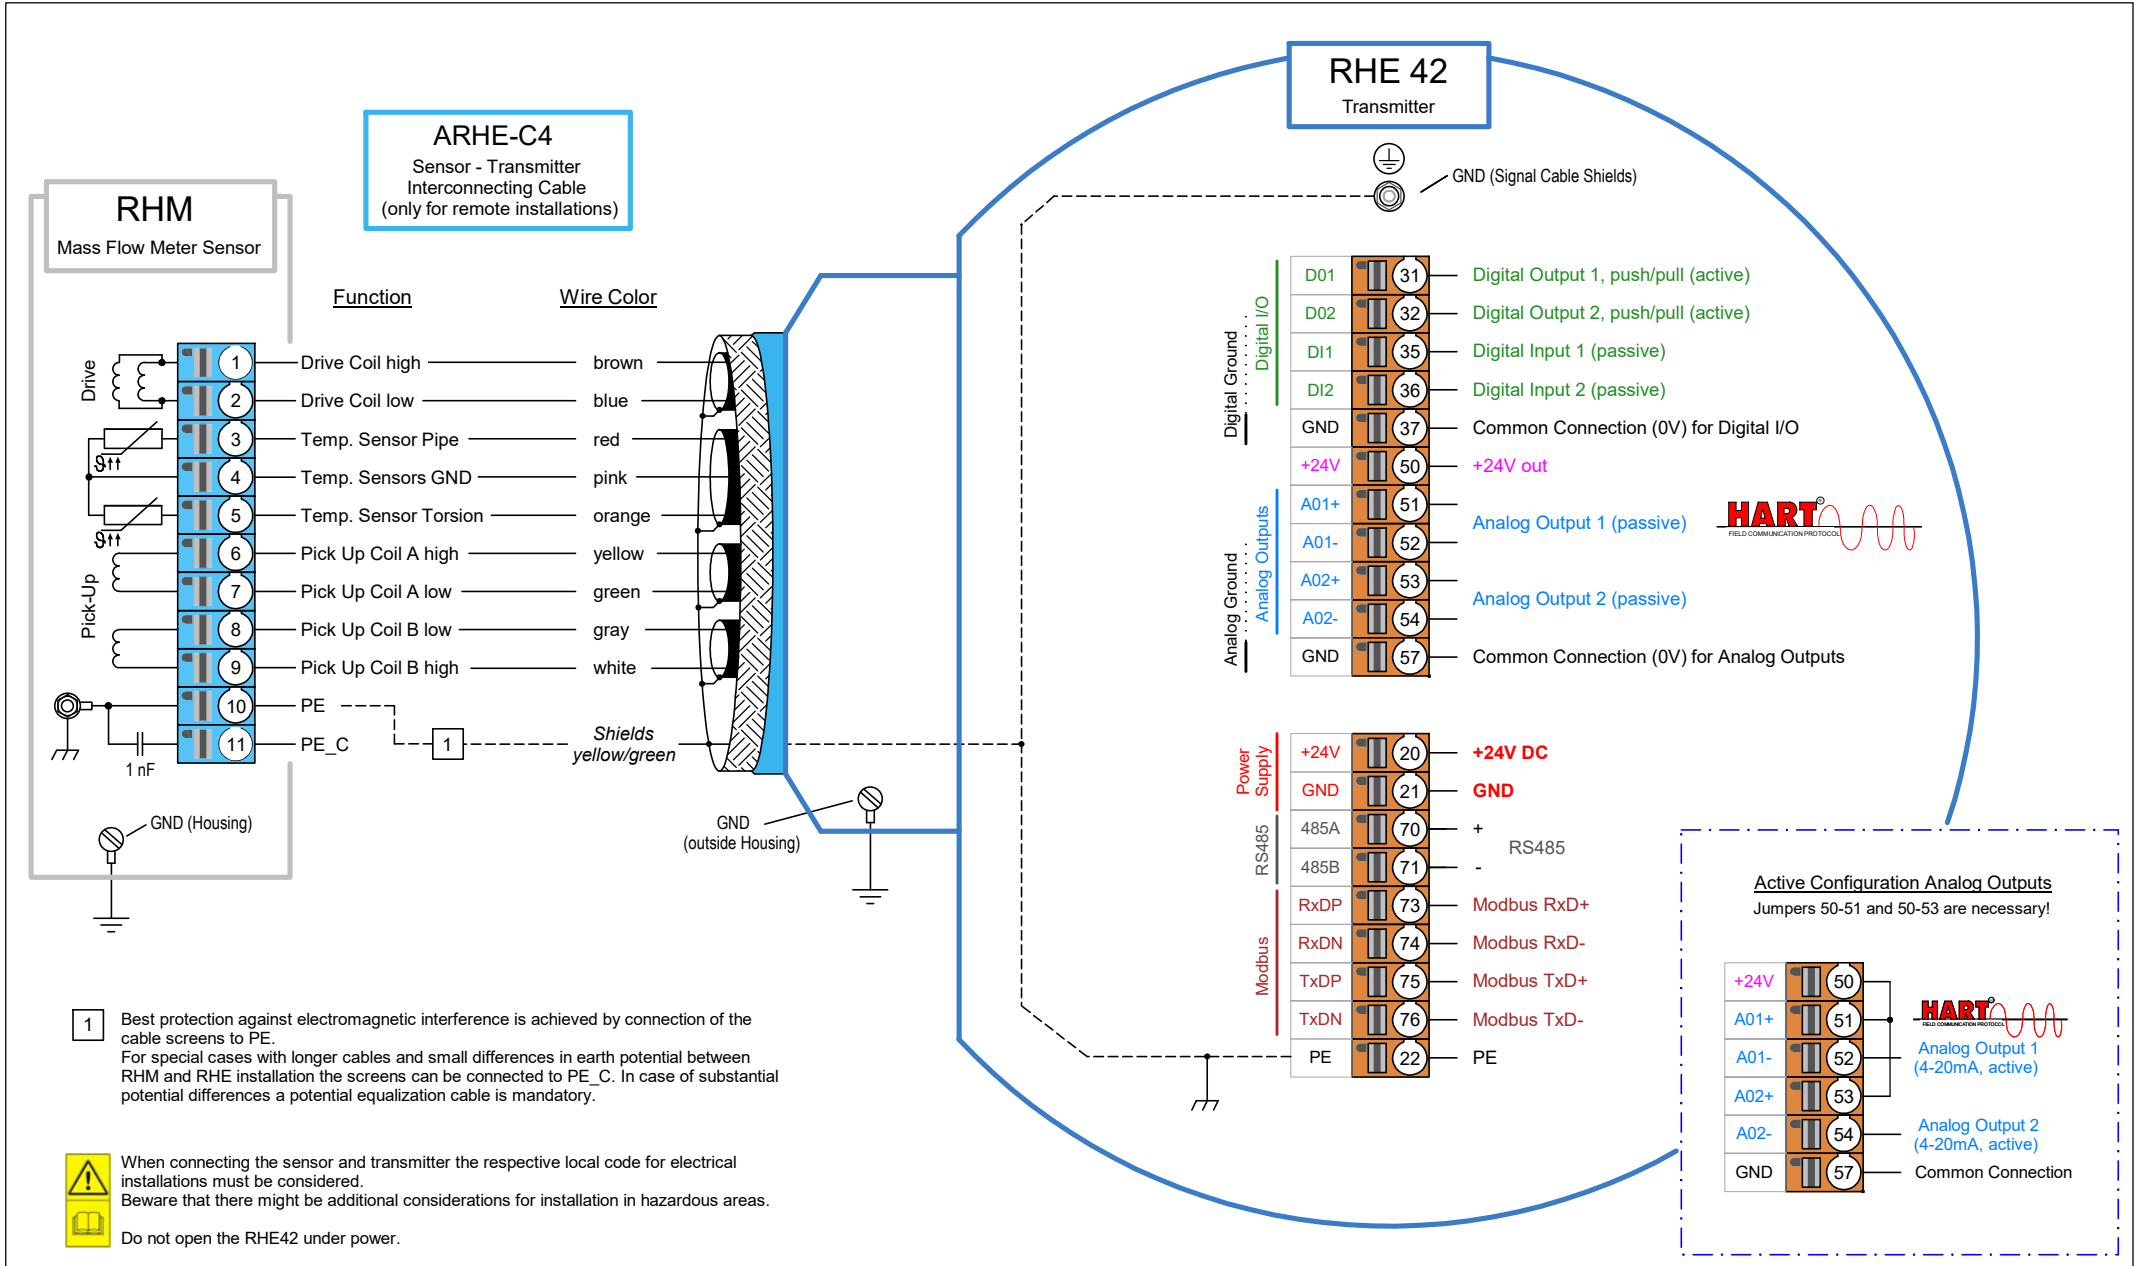 RHE 42
Transmitter
GND (Signal Cable Shields)
ARHE-C4
Sensor - Transmitter
Interconnecting Cable
(only for remote installations)
RHM
Mass Flow Meter Sensor
Function
Wire Color
Drive
Pick-Up
1 Drive Coil high brown
2 Drive Coil low blue
3 Temp. Sensor Pipe red
4 Temp. Sensors GND pink
5 Temp. Sensor Torsion orange
6 Pick Up Coil A high yellow
7 Pick Up Coil A low green
8 Pick Up Coil B low gray
9 Pick Up Coil B high white
10 PE
11 PE_C
ϑ
ϑ
1 nF
1
Shields
yellow/green
GND (Housing)
GND
(outside Housing)
Digital Ground
Digital I/O
D01 31 Digital Output 1, push/pull (active)
D02 32 Digital Output 2, push/pull (active)
DI1 35 Digital Input 1 (passive)
DI2 36 Digital Input 2 (passive)
GND 37 Common Connection (0V) for Digital I/O
+24V 50 +24V out
Analog Ground
Analog Outputs
A01+ 51
A01- 52
Analog Output 1 (passive)
HART®
FIELD COMMUNICATION PROTOCOL
A02+ 53
A02- 54
Analog Output 2 (passive)
GND 57 Common Connection (0V) for Analog Outputs
Power
Supply
+24V 20 +24V DC
GND 21 GND
RS485
485A 70 +
485B 71 -
RS485
Modbus
RxDP 73 Modbus RxD+
RxDN 74 Modbus RxD-
TxDP 75 Modbus TxD+
TxDN 76 Modbus TxD-
PE 22 PE
Active Configuration Analog Outputs
Jumpers 50-51 and 50-53 are necessary!
+24V 50
A01+ 51
HART®
FIELD COMMUNICATION PROTOCOL
A01- 52
Analog Output 1
(4-20mA, active)
A02+ 53
A02- 54
Analog Output 2
(4-20mA, active)
GND 57 Common Connection
1
Best protection against electromagnetic interference is achieved by connection of the
cable screens to PE.
For special cases with longer cables and small differences in earth potential between
RHM and RHE installation the screens can be connected to PE_C. In case of substantial
potential differences a potential equalization cable is mandatory.
When connecting the sensor and transmitter the respective local code for electrical
installations must be considered.
Beware that there might be additional considerations for installation in hazardous areas.
Do not open the RHE42 under power.